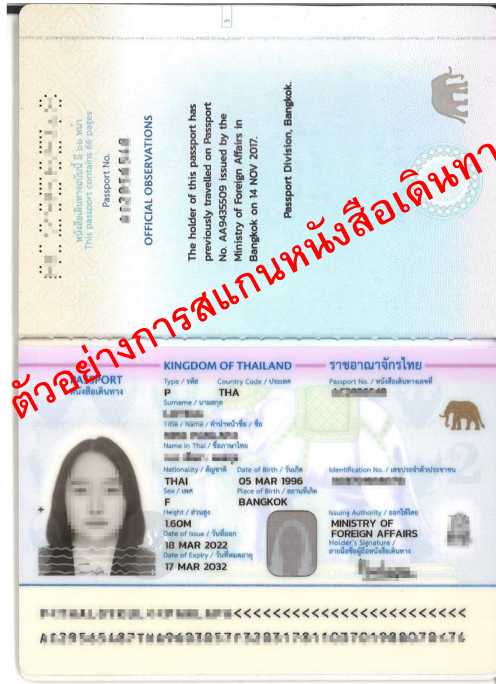 หนังสือเดินทางฉบับนี้ มี ๖๖ หน้า
This passport contains 66 pages
Passport No.
OFFICIAL OBSERVATIONS
The holder of this passport has
previously travelled on Passport
No. AA9435509 issued by the
Ministry of Foreign Affairs in
Bangkok on 14 NOV 2017.
Passport Division, Bangkok.
ตัวอย่างการสแกนหนังสือเดินทา
KINGDOM OF THAILAND ราชอาณาจักรไทย
PASSPORT
หนังสือเดินทาง
Type / รหัส Country Code / ประเทศ Passport No. / หนังสือเดินทางเลขที่
P THA
Surname / นามสกุล
Title / Name / คำนำหน้าชื่อ / ชื่อ
Name in Thai / ชื่อภาษาไทย
Nationality / สัญชาติ Date of Birth / วันเกิด Identification No. / เลขประจำตัวประชาชน
THAI 05 MAR 1996
Sex / เพศ Place of Birth / สถานที่เกิด
F BANGKOK
Height / ส่วนสูง Issuing Authority / ออกให้โดย
1.60M MINISTRY OF
FOREIGN AFFAIRS
Date of Issue / วันที่ออก Holder's Signature /
18 MAR 2022 ลายมือชื่อผู้ถือหนังสือเดินทาง
Date of Expiry / วันที่หมดอายุ
17 MAR 2032
<<<<<<<<<<<<<<<<<<<<<<<<